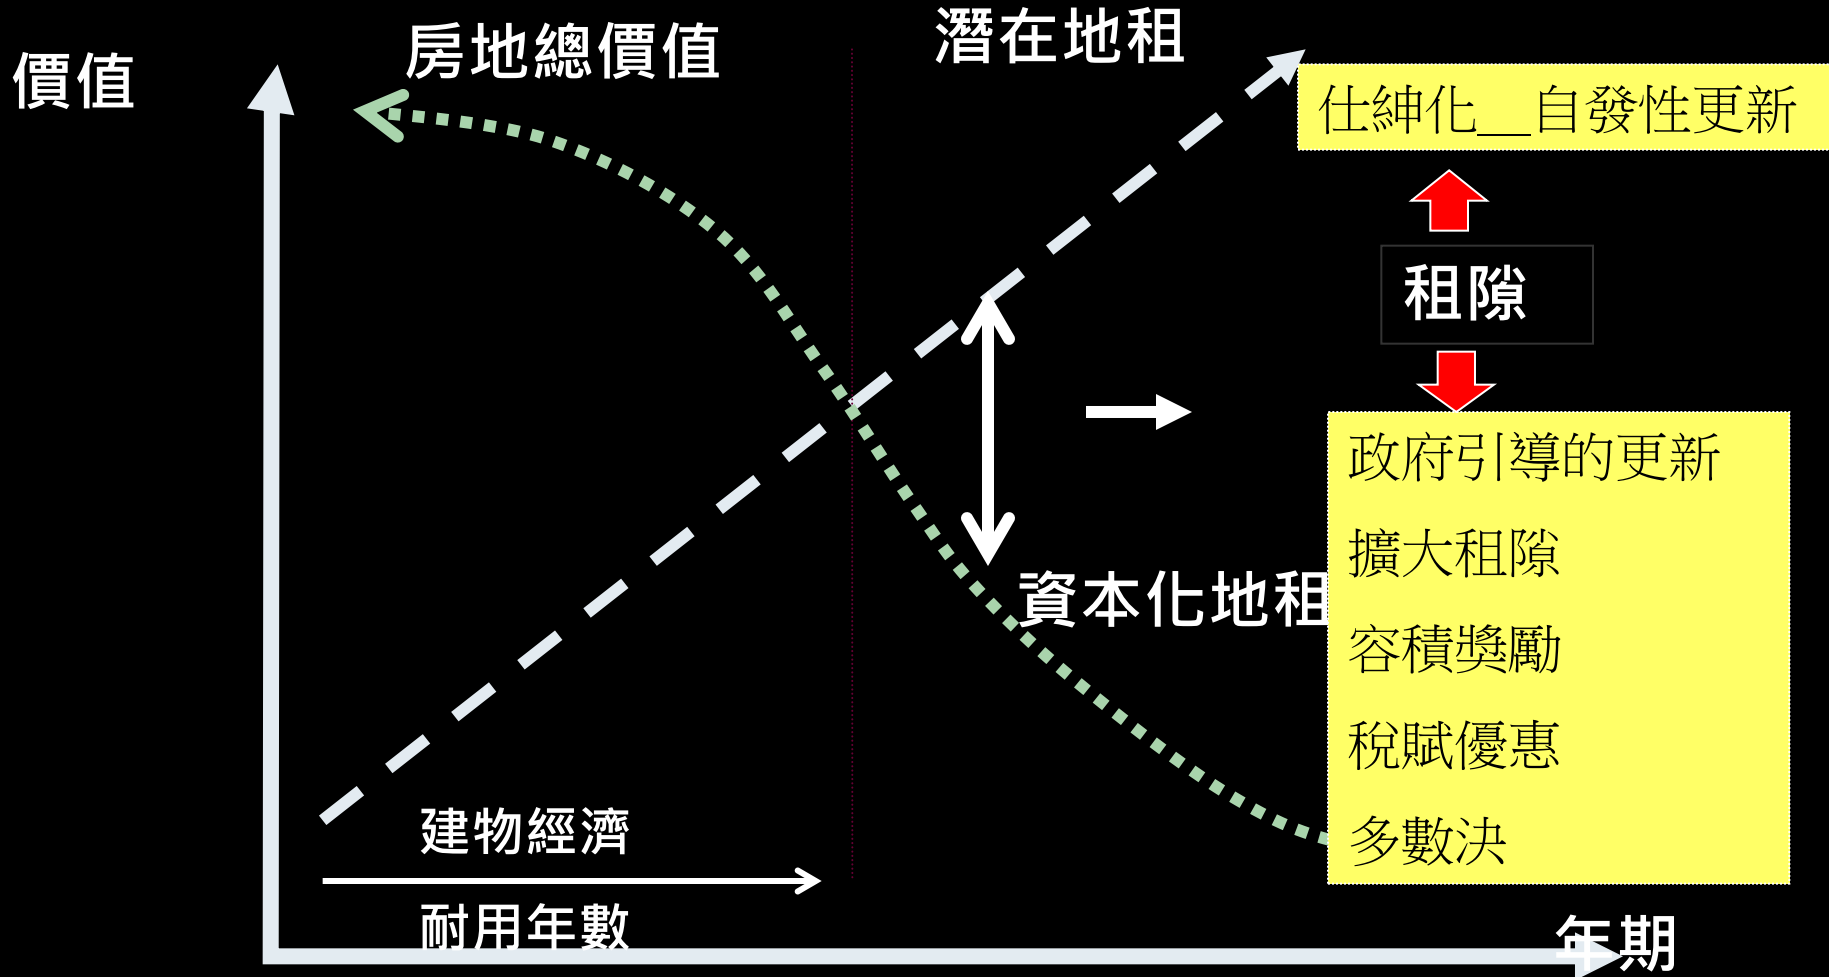 價值
房地總價值
潛在地租
仕紳化__自發性更新
租隙
政府引導的更新
擴大租隙
容積獎勵
稅賦優惠
多數決
資本化地租
建物經濟
耐用年數
年期